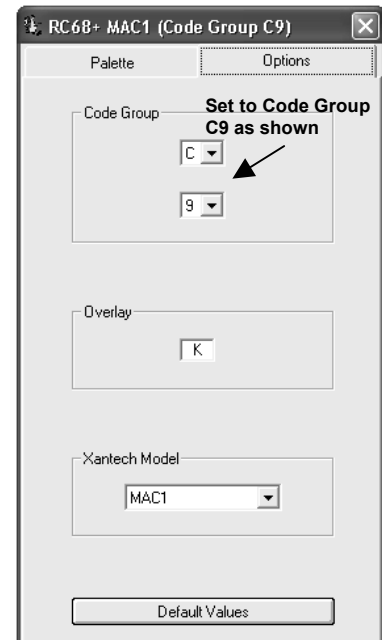 RC68+ MAC1 (Code Group C9)
Palette
Options
Code Group
Set to Code Group
C9 as shown
C
9
Overlay
K
Xantech Model
MAC1
Default Values